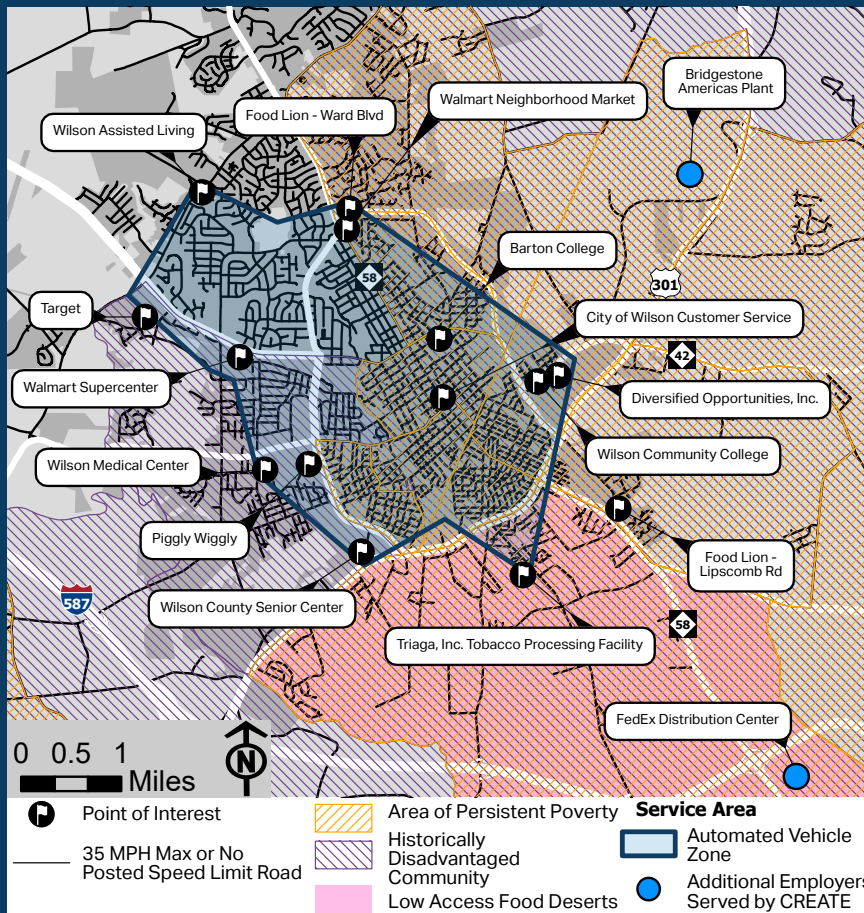 Bridgestone
Americas Plant
Walmart Neighborhood Market
Food Lion - Ward Blvd
Wilson Assisted Living
Barton College
58
301
Target
City of Wilson Customer Service
42
Walmart Supercenter
Diversified Opportunities, Inc.
Wilson Community College
Wilson Medical Center
Piggly Wiggly
Food Lion -
Lipscomb Rd
587
Wilson County Senior Center
58
Triaga, Inc. Tobacco Processing Facility
FedEx Distribution Center
0 0.5 1
Miles
N
Point of Interest
35 MPH Max or No
Posted Speed Limit Road
Area of Persistent Poverty
Historically
Disadvantaged
Community
Low Access Food Deserts
Service Area
Automated Vehicle
Zone
Additional Employers
Served by CREATE